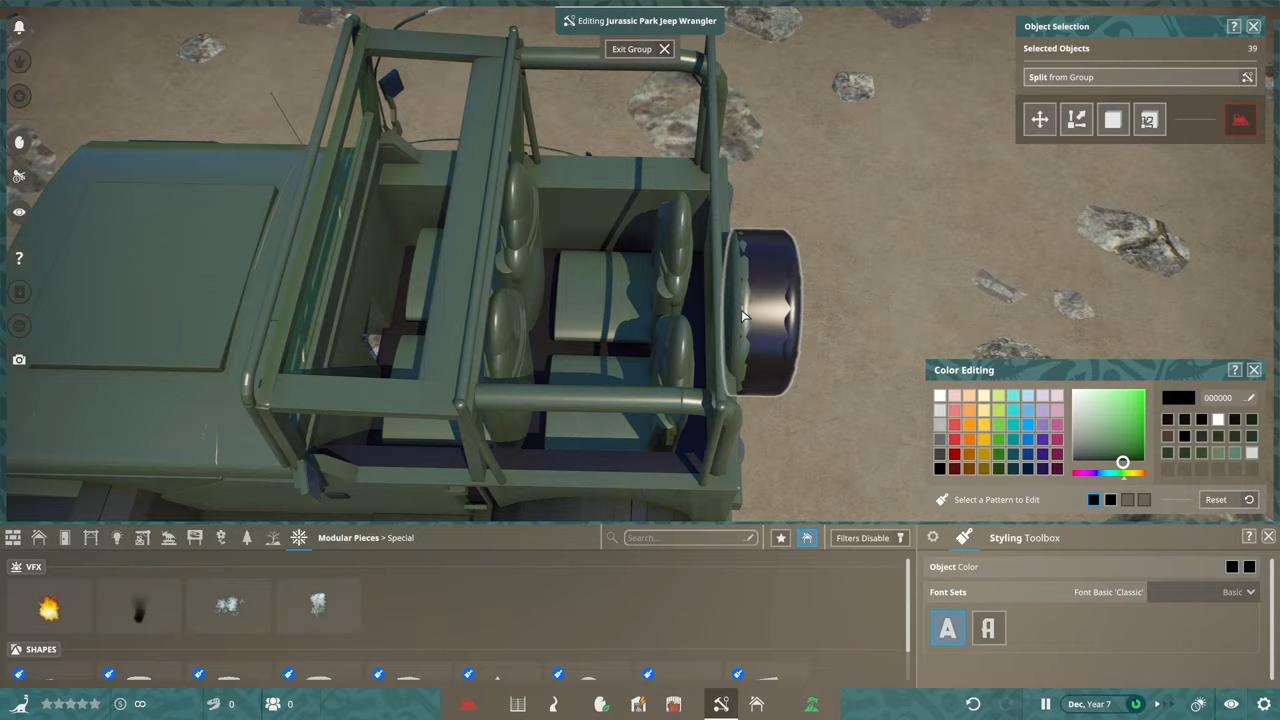 Editing Jurassic Park Jeep Wrangler
Exit Group
Object Selection
?
Selected Objects 39
Split from Group
12
?
Color Editing
?
000000
Select a Pattern to Edit
Reset
Modular Pieces > Special
Search...
Filters Disable
VFX
SHAPES
Styling Toolbox
?
Object Color
Font Sets
Font Basic 'Classic'
Basic
A
A
$ ∞
0
0
Dec, Year 7